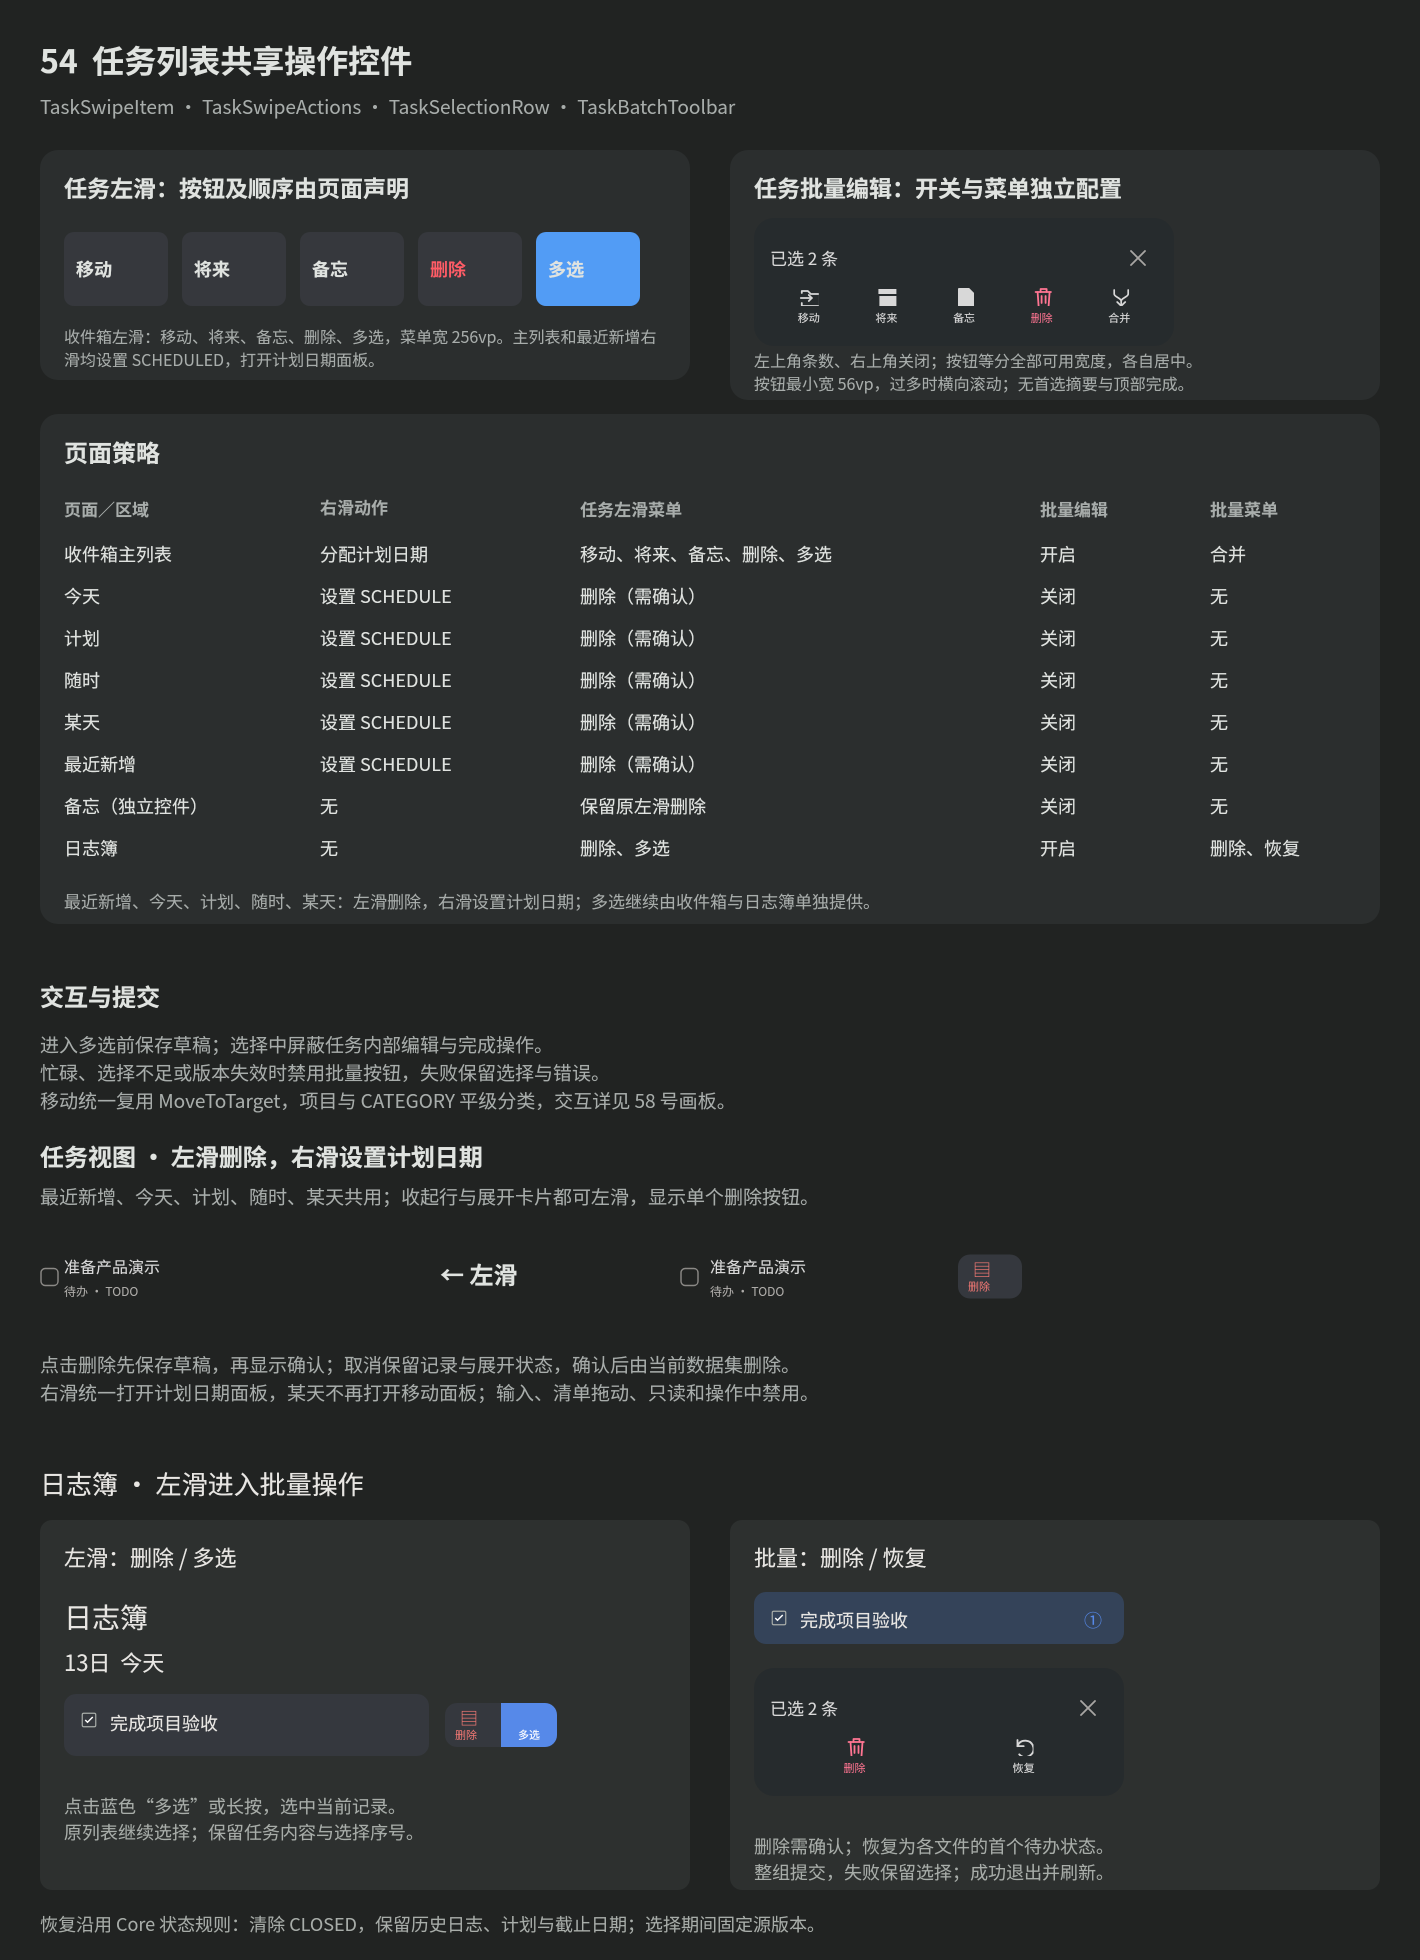 54 任务列表共享操作控件
TaskSwipeItem · TaskSwipeActions · TaskSelectionRow · TaskBatchToolbar
任务左滑：按钮及顺序由页面声明
移动 将来 备忘 删除 多选
收件箱左滑：移动、将来、备忘、删除、多选，菜单宽 256vp。主列表和最近新增右
滑均设置 SCHEDULED，打开计划日期面板。
任务批量编辑：开关与菜单独立配置
已选 2 条
移动 将来 备忘 删除 合并
左上角条数、右上角关闭；按钮等分全部可用宽度，各自居中。
按钮最小宽 56vp，过多时横向滚动；无首选摘要与顶部完成。
页面策略
页面／区域 右滑动作 任务左滑菜单 批量编辑 批量菜单
收件箱主列表 分配计划日期 移动、将来、备忘、删除、多选 开启 合并
今天 设置 SCHEDULE 删除（需确认） 关闭 无
计划 设置 SCHEDULE 删除（需确认） 关闭 无
随时 设置 SCHEDULE 删除（需确认） 关闭 无
某天 设置 SCHEDULE 删除（需确认） 关闭 无
最近新增 设置 SCHEDULE 删除（需确认） 关闭 无
备忘（独立控件） 无 保留原左滑删除 关闭 无
日志簿 无 删除、多选 开启 删除、恢复
最近新增、今天、计划、随时、某天：左滑删除，右滑设置计划日期；多选继续由收件箱与日志簿单独提供。
交互与提交
进入多选前保存草稿；选择中屏蔽任务内部编辑与完成操作。
忙碌、选择不足或版本失效时禁用批量按钮，失败保留选择与错误。
移动统一复用 MoveToTarget，项目与 CATEGORY 平级分类，交互详见 58 号画板。
任务视图 · 左滑删除，右滑设置计划日期
最近新增、今天、计划、随时、某天共用；收起行与展开卡片都可左滑，显示单个删除按钮。
准备产品演示
待办 · TODO
← 左滑
准备产品演示
待办 · TODO
删除
点击删除先保存草稿，再显示确认；取消保留记录与展开状态，确认后由当前数据集删除。
右滑统一打开计划日期面板，某天不再打开移动面板；输入、清单拖动、只读和操作中禁用。
日志簿 · 左滑进入批量操作
左滑：删除 / 多选
日志簿
13日 今天
完成项目验收
删除 多选
点击蓝色“多选”或长按，选中当前记录。
原列表继续选择；保留任务内容与选择序号。
批量：删除 / 恢复
完成项目验收 ①
已选 2 条
删除 恢复
删除需确认；恢复为各文件的首个待办状态。
整组提交，失败保留选择；成功退出并刷新。
恢复沿用 Core 状态规则：清除 CLOSED，保留历史日志、计划与截止日期；选择期间固定源版本。